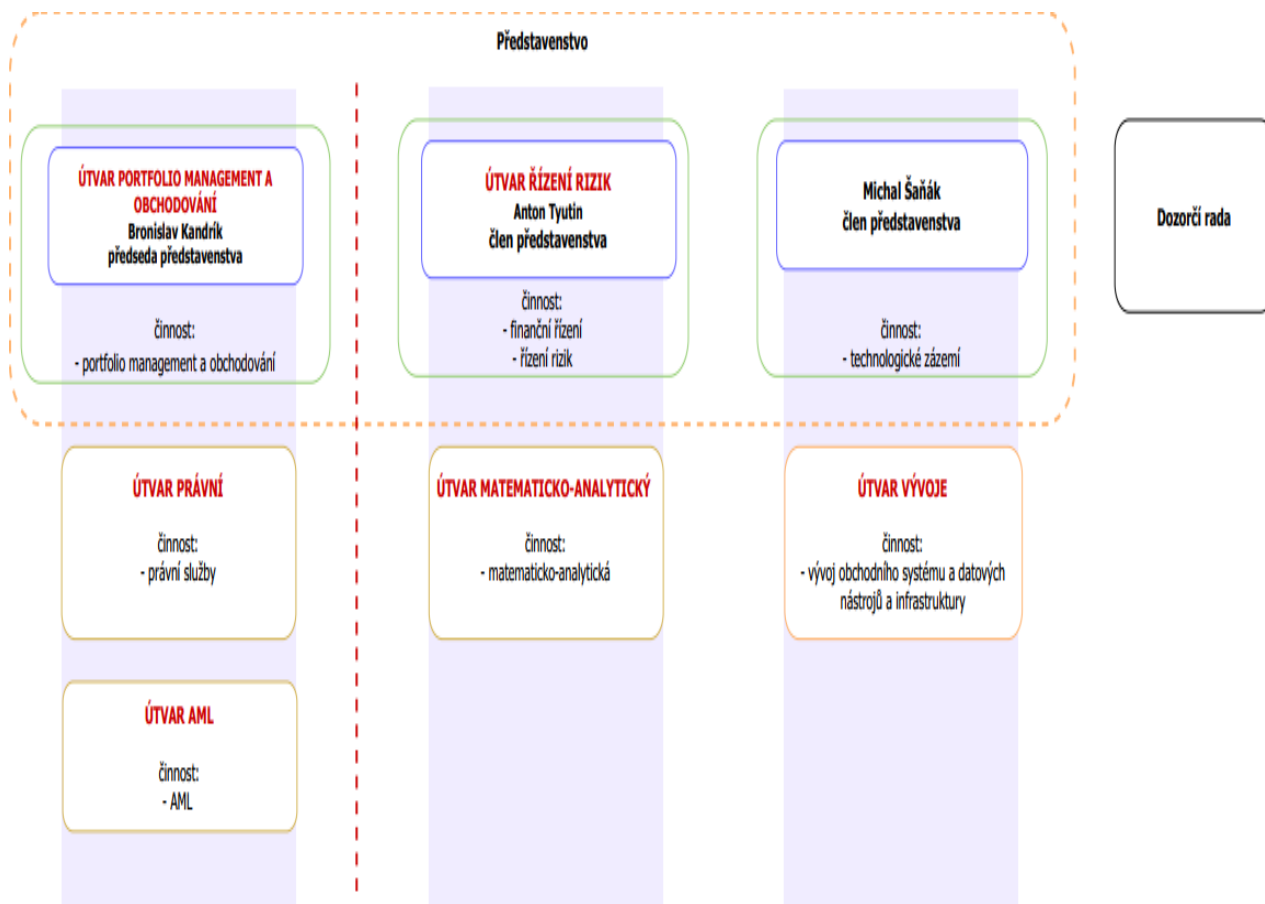 Představenstvo
ÚTVAR PORTFOLIO MANAGEMENT A
OBCHODOVÁNÍ
Bronislav Kandrík
předseda představenstva
činnost:
- portfolio management a obchodování
ÚTVAR ŘÍZENÍ RIZIK
Anton Tyutin
člen představenstva
činnost:
- finanční řízení
- řízení rizik
Michal Šaňák
člen představenstva
činnost:
- technologické zázemí
Dozorčí rada
ÚTVAR PRÁVNÍ
činnost:
- právní služby
ÚTVAR MATEMATICKO-ANALYTICKÝ
činnost:
- matematicko-analytická
ÚTVAR VÝVOJE
činnost:
- vývoj obchodního systému a datových
nástrojů a infrastruktury
ÚTVAR AML
činnost:
- AML